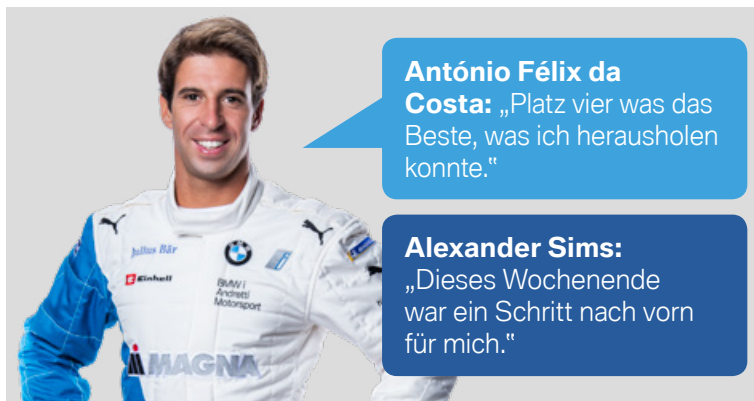 António Félix da
Costa: „Platz vier was das
Beste, was ich herausholen
konnte.“
Alexander Sims:
„Dieses Wochenende
war ein Schritt nach vorn
für mich.“
Julius Bär
Einhell
BMW
BMW i
Andretti
Motorsport
MAGNA